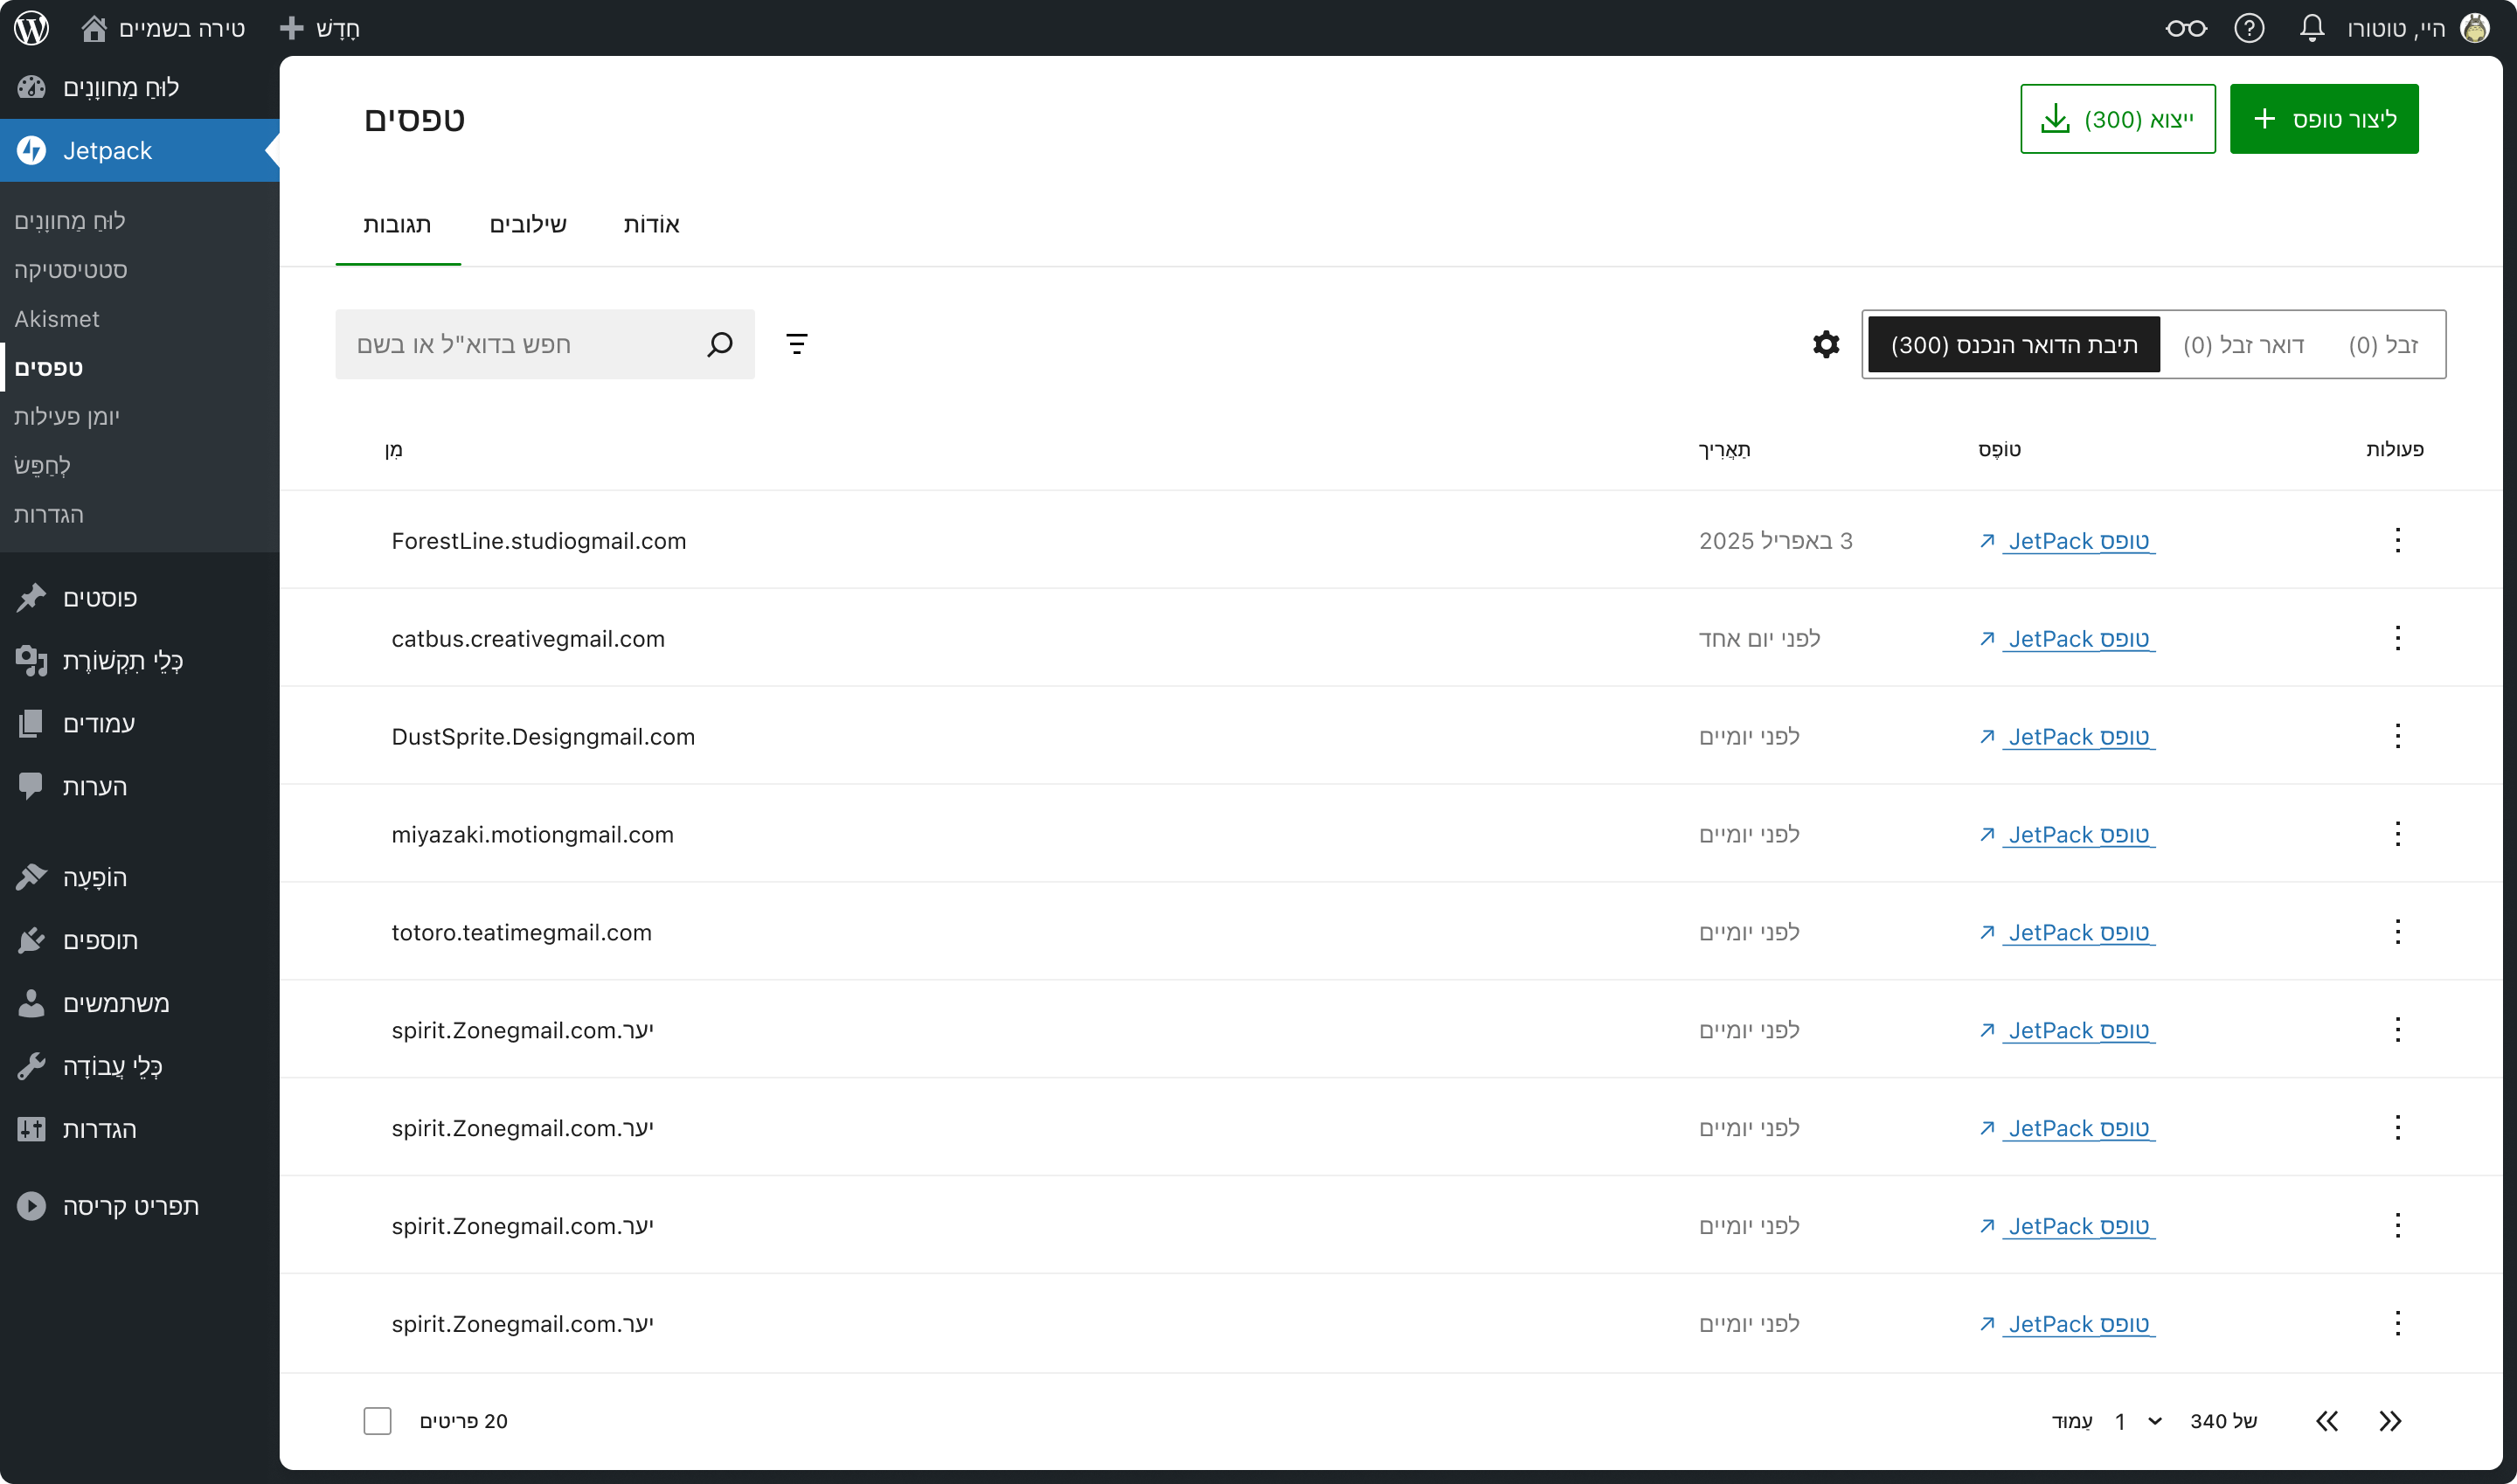 טירה בשמיים
חָדָשׁ
היי, טוטורו
לוּחַ מַחווָנִים
Jetpack
לוּחַ מַחווָנִים
סטטיסטיקה
Akismet
טפסים
יומן פעילות
לְחַפֵּשׂ
הגדרות
פוסטים
כְּלֵי תִקְשׁוֹרֶת
עמודים
הערות
הוֹפָעָה
תוספים
משתמשים
כְּלֵי עֲבוֹדָה
הגדרות
תפריט קריסה
טפסים
ייצוא (300)
ליצור טופס
תגובות
שילובים
אוֹדוֹת
חפש בדוא"ל או בשם
תיבת הדואר הנכנס (300)
דואר זבל (0)
זבל (0)
מִן תַאֲרִיך טוֹפֶס פעולות
ForestLine.studiogmail.com 3 באפריל 2025 טופס JetPack
catbus.creativegmail.com לפני יום אחד טופס JetPack
DustSprite.Designgmail.com לפני יומיים טופס JetPack
miyazaki.motiongmail.com לפני יומיים טופס JetPack
totoro.teatimegmail.com לפני יומיים טופס JetPack
יער.spirit.Zonegmail.com לפני יומיים טופס JetPack
יער.spirit.Zonegmail.com לפני יומיים טופס JetPack
יער.spirit.Zonegmail.com לפני יומיים טופס JetPack
יער.spirit.Zonegmail.com לפני יומיים טופס JetPack
20 פריטים
עַמוּד 1 של 340